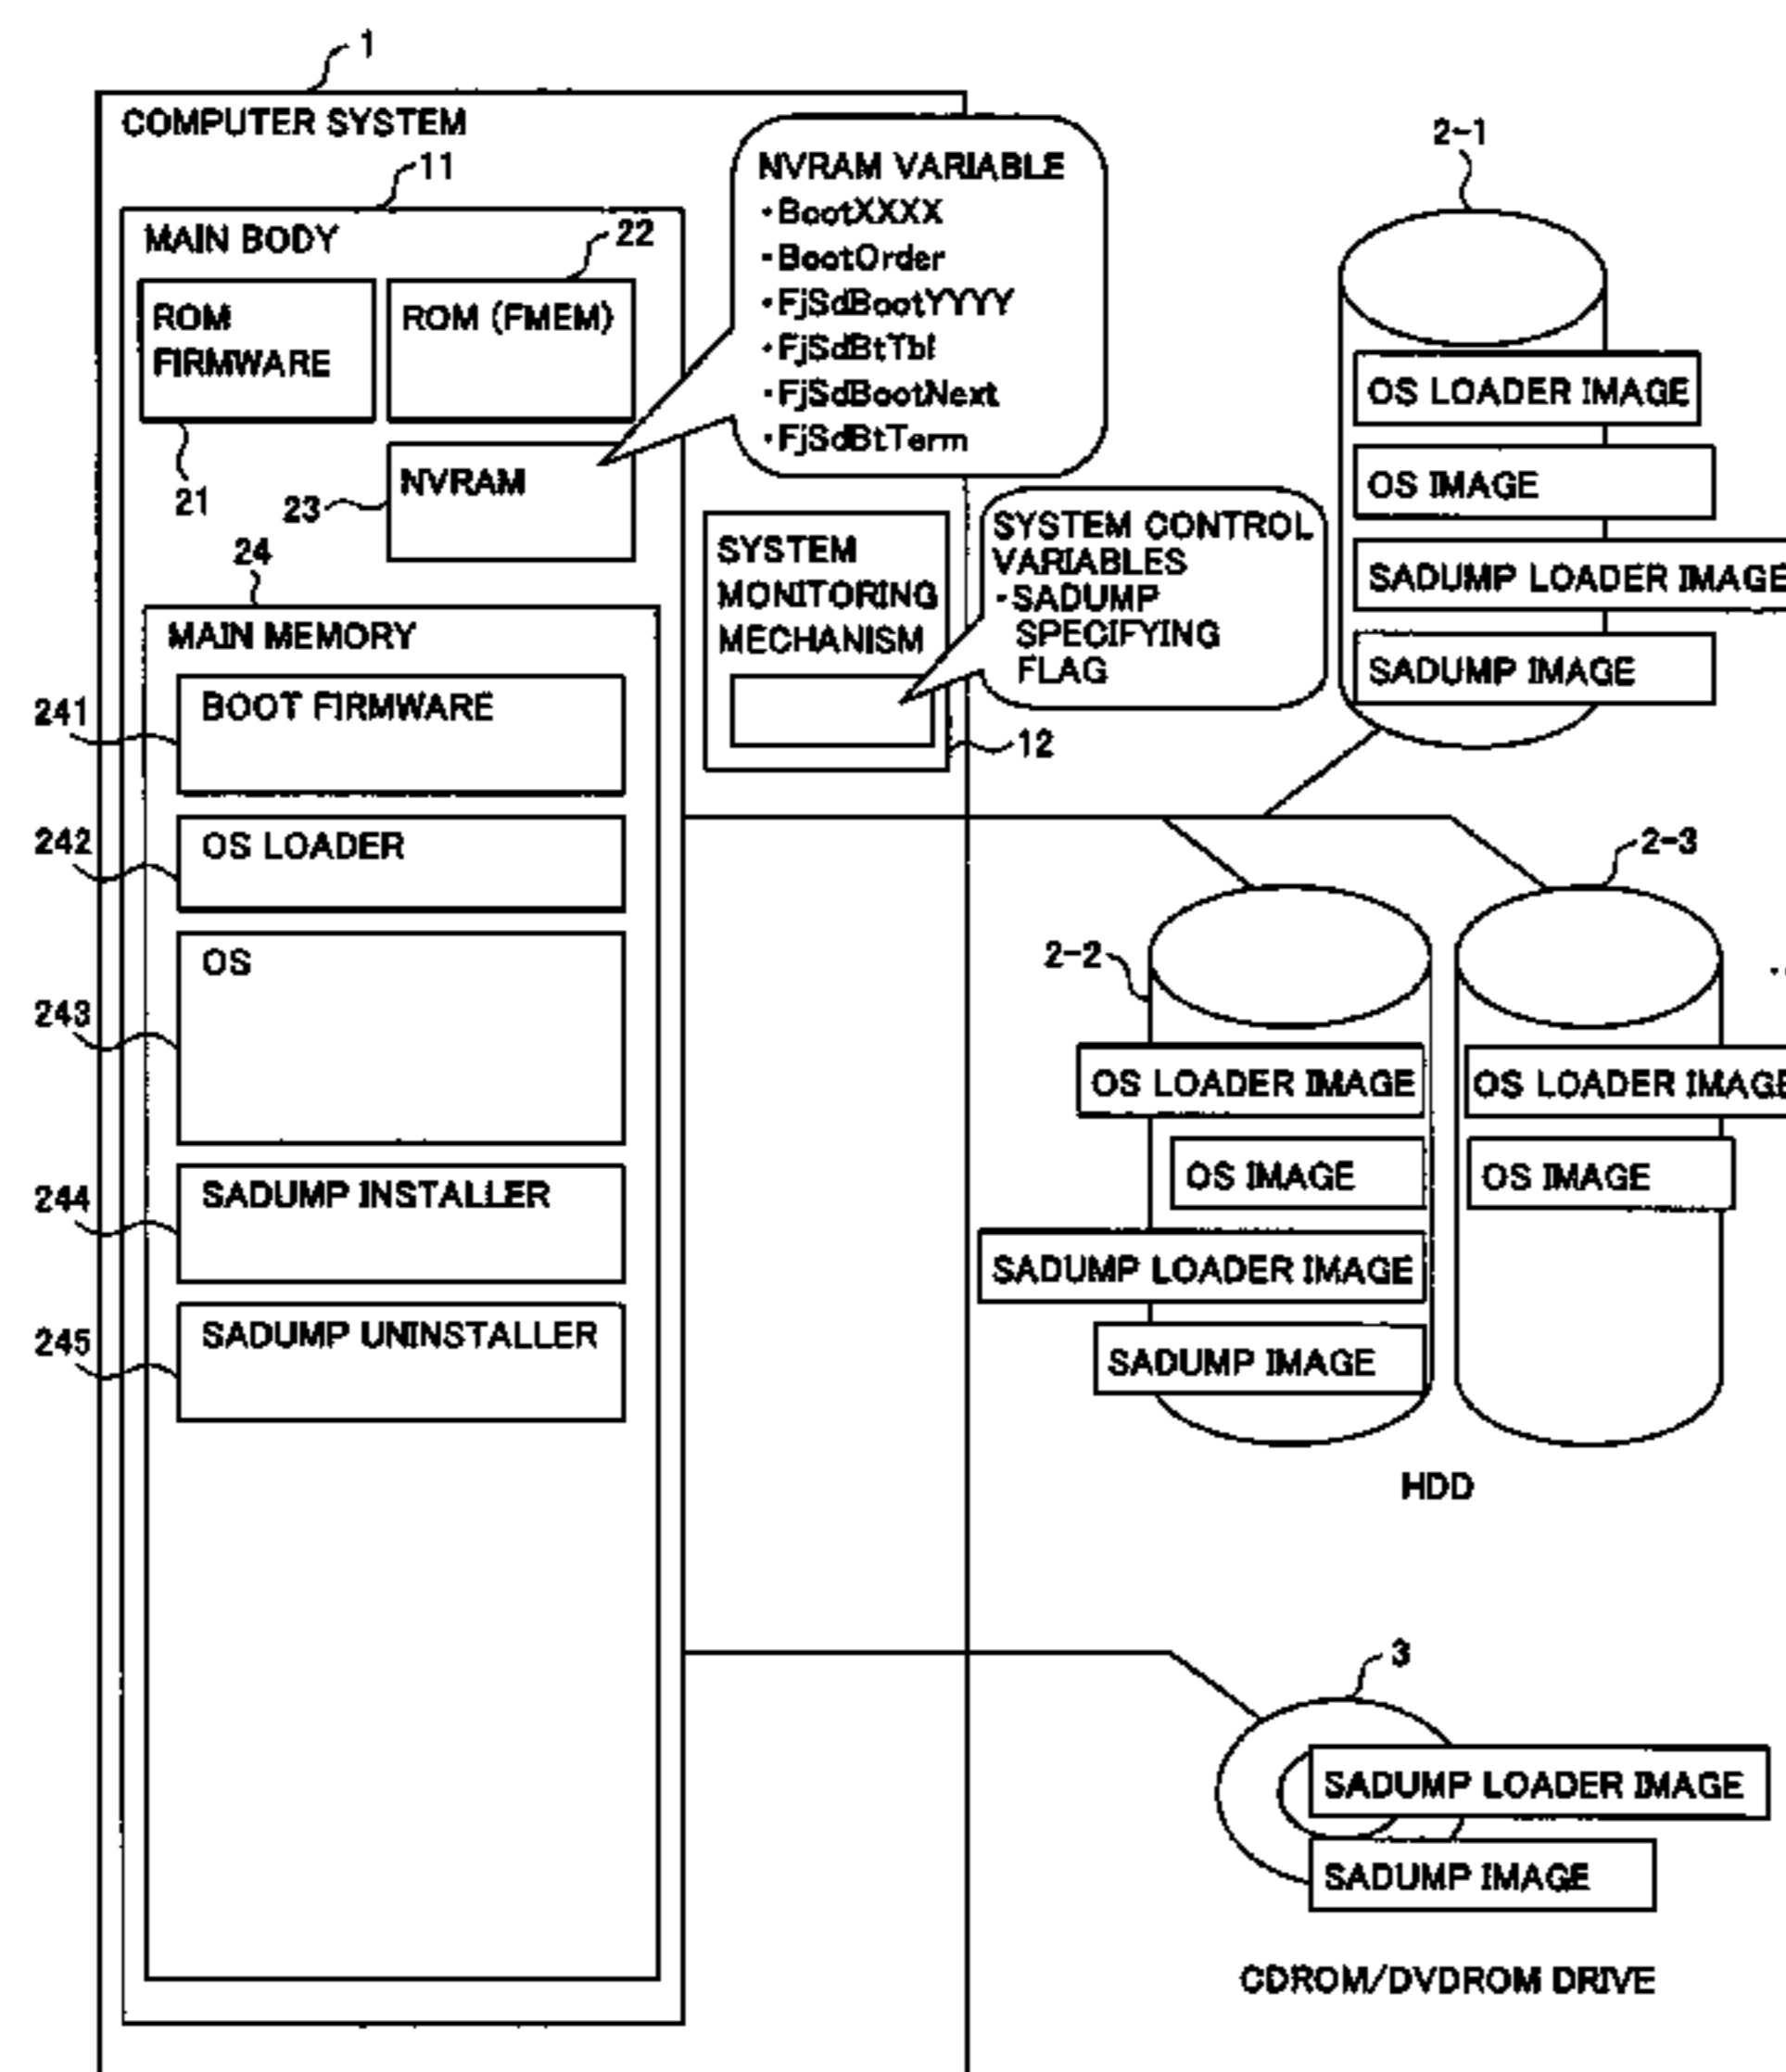 1
COMPUTER SYSTEM
11
MAIN BODY
22
ROM
FIRMWARE
ROM (FMEM)
21
23
NVRAM
NVRAM VARIABLE
・BootXXXX
・BootOrder
・FjSdBootYYYY
・FjSdBtTbl
・FjSdBootNext
・FjSdBtTerm
SYSTEM
MONITORING
MECHANISM
12
SYSTEM CONTROL
VARIABLES
・SADUMP
SPECIFYING
FLAG
24
MAIN MEMORY
241
BOOT FIRMWARE
242
OS LOADER
243
OS
244
SADUMP INSTALLER
245
SADUMP UNINSTALLER
2-1
OS LOADER IMAGE
OS IMAGE
SADUMP LOADER IMAGE
SADUMP IMAGE
2-2
OS LOADER IMAGE
OS IMAGE
SADUMP LOADER IMAGE
SADUMP IMAGE
2-3
OS LOADER IMAGE
OS IMAGE
HDD
3
SADUMP LOADER IMAGE
SADUMP IMAGE
CDROM/DVDROM DRIVE